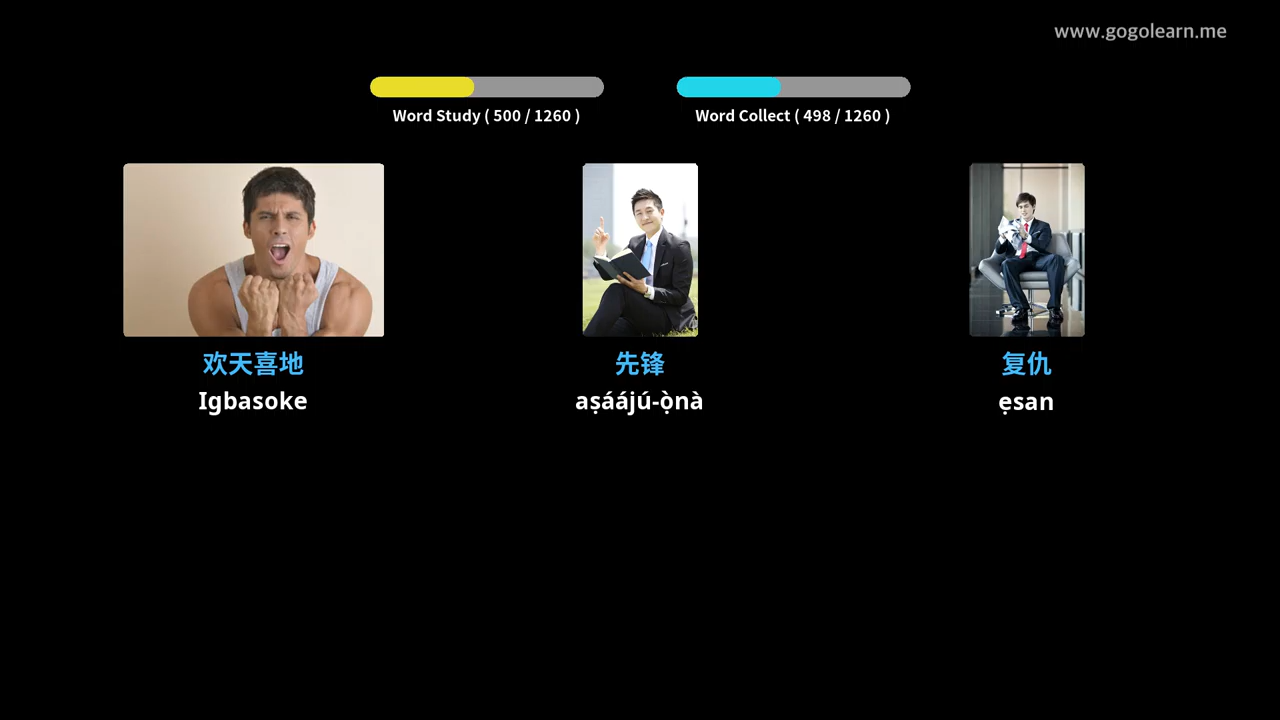 www.gogolearn.me
Word Study ( 500 / 1260 )
Word Collect ( 498 / 1260 )
欢天喜地
先锋
复仇
Igbasoke
aṣáájú-ọ̀nà
ẹsan